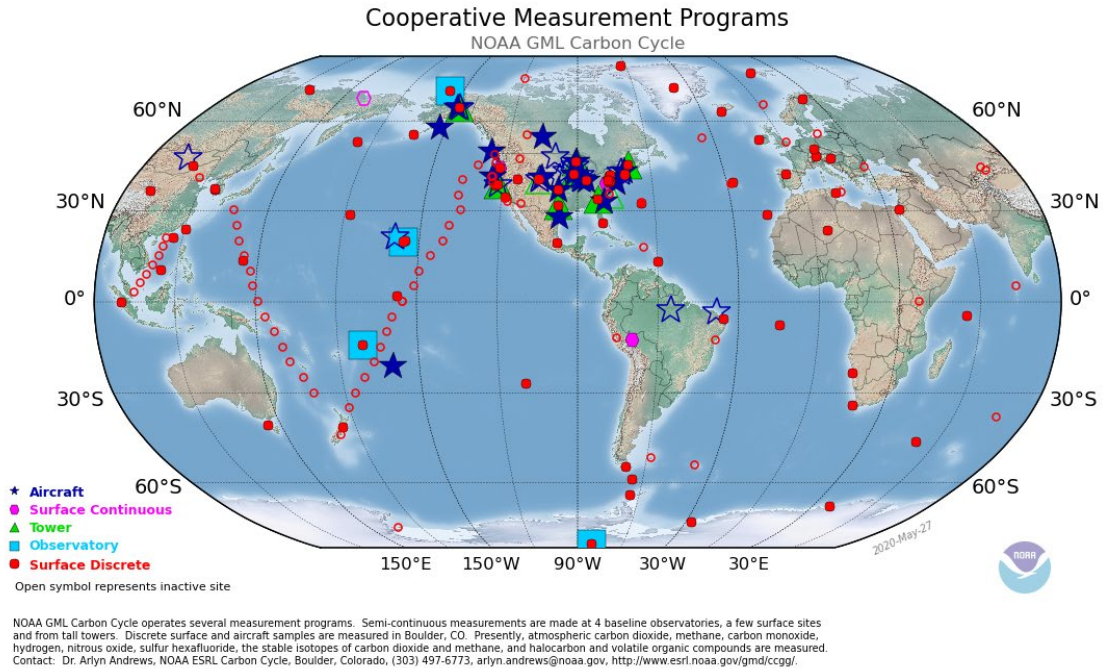 Cooperative Measurement Programs
NOAA GML Carbon Cycle
60°N
60°N
30°N
30°N
0°
0°
30°S
30°S
60°S
60°S
Aircraft
Surface Continuous
Tower
Observatory
Surface Discrete
Open symbol represents inactive site
150°E 150°W 90°W 30°W 30°E
2020-May-27
NOAA
NOAA GML Carbon Cycle operates several measurement programs. Semi-continuous measurements are made at 4 baseline observatories, a few surface sites
and from tall towers. Discrete surface and aircraft samples are measured in Boulder, CO. Presently, atmospheric carbon dioxide, methane, carbon monoxide,
hydrogen, nitrous oxide, sulfur hexafluoride, the stable isotopes of carbon dioxide and methane, and halocarbon and volatile organic compounds are measured.
Contact: Dr. Arlyn Andrews, NOAA ESRL Carbon Cycle, Boulder, Colorado, (303) 497-6773, arlyn.andrews@noaa.gov, http://www.esrl.noaa.gov/gmd/ccgg/.